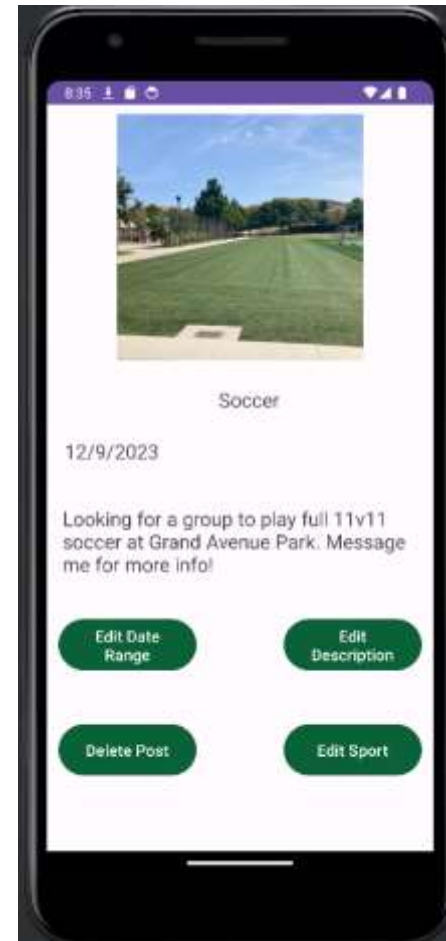 8:35
Soccer
12/9/2023
Looking for a group to play full 11v11
soccer at Grand Avenue Park. Message
me for more info!
Edit Date
Range
Edit
Description
Delete Post
Edit Sport